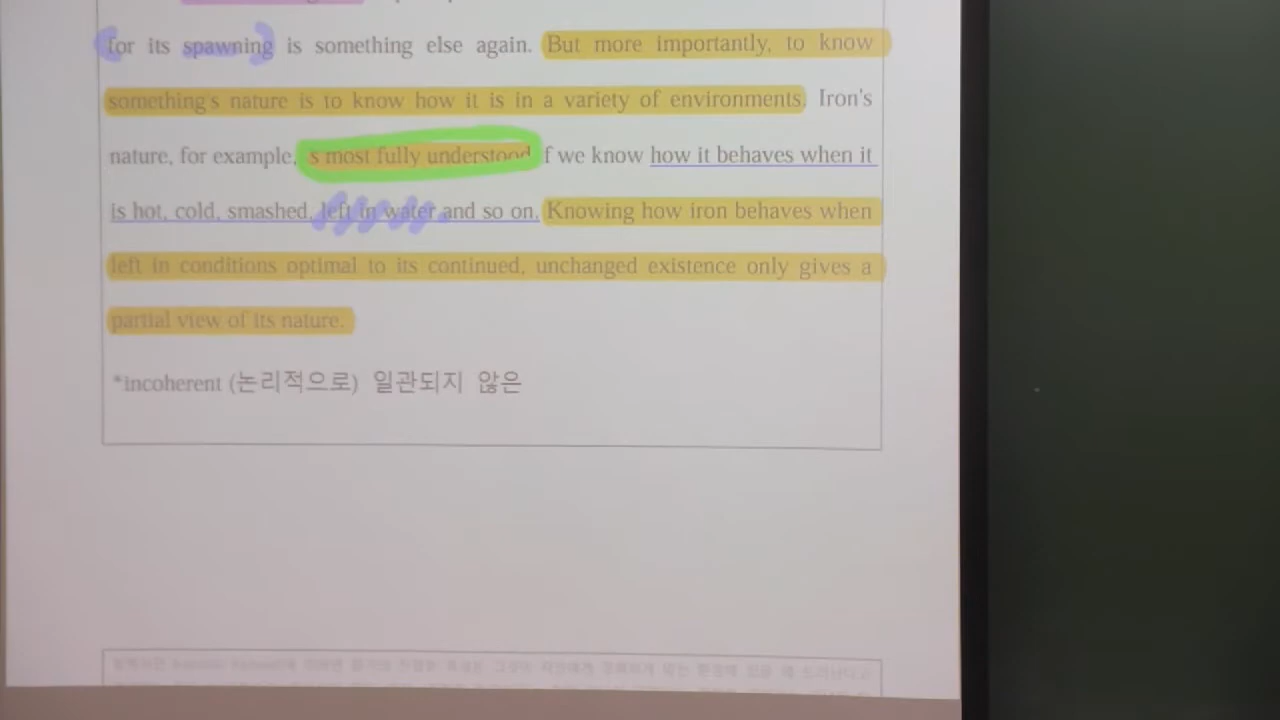 for its spawning is something else again. But more importantly, to know
something's nature is to know how it is in a variety of environments. Iron's
nature, for example, s most fully understood f we know how it behaves when it
is hot, cold, smashed, left in water and so on. Knowing how iron behaves when
left in conditions optimal to its continued, unchanged existence only gives a
partial view of its nature.
*incoherent (논리적으로) 일관되지 않은